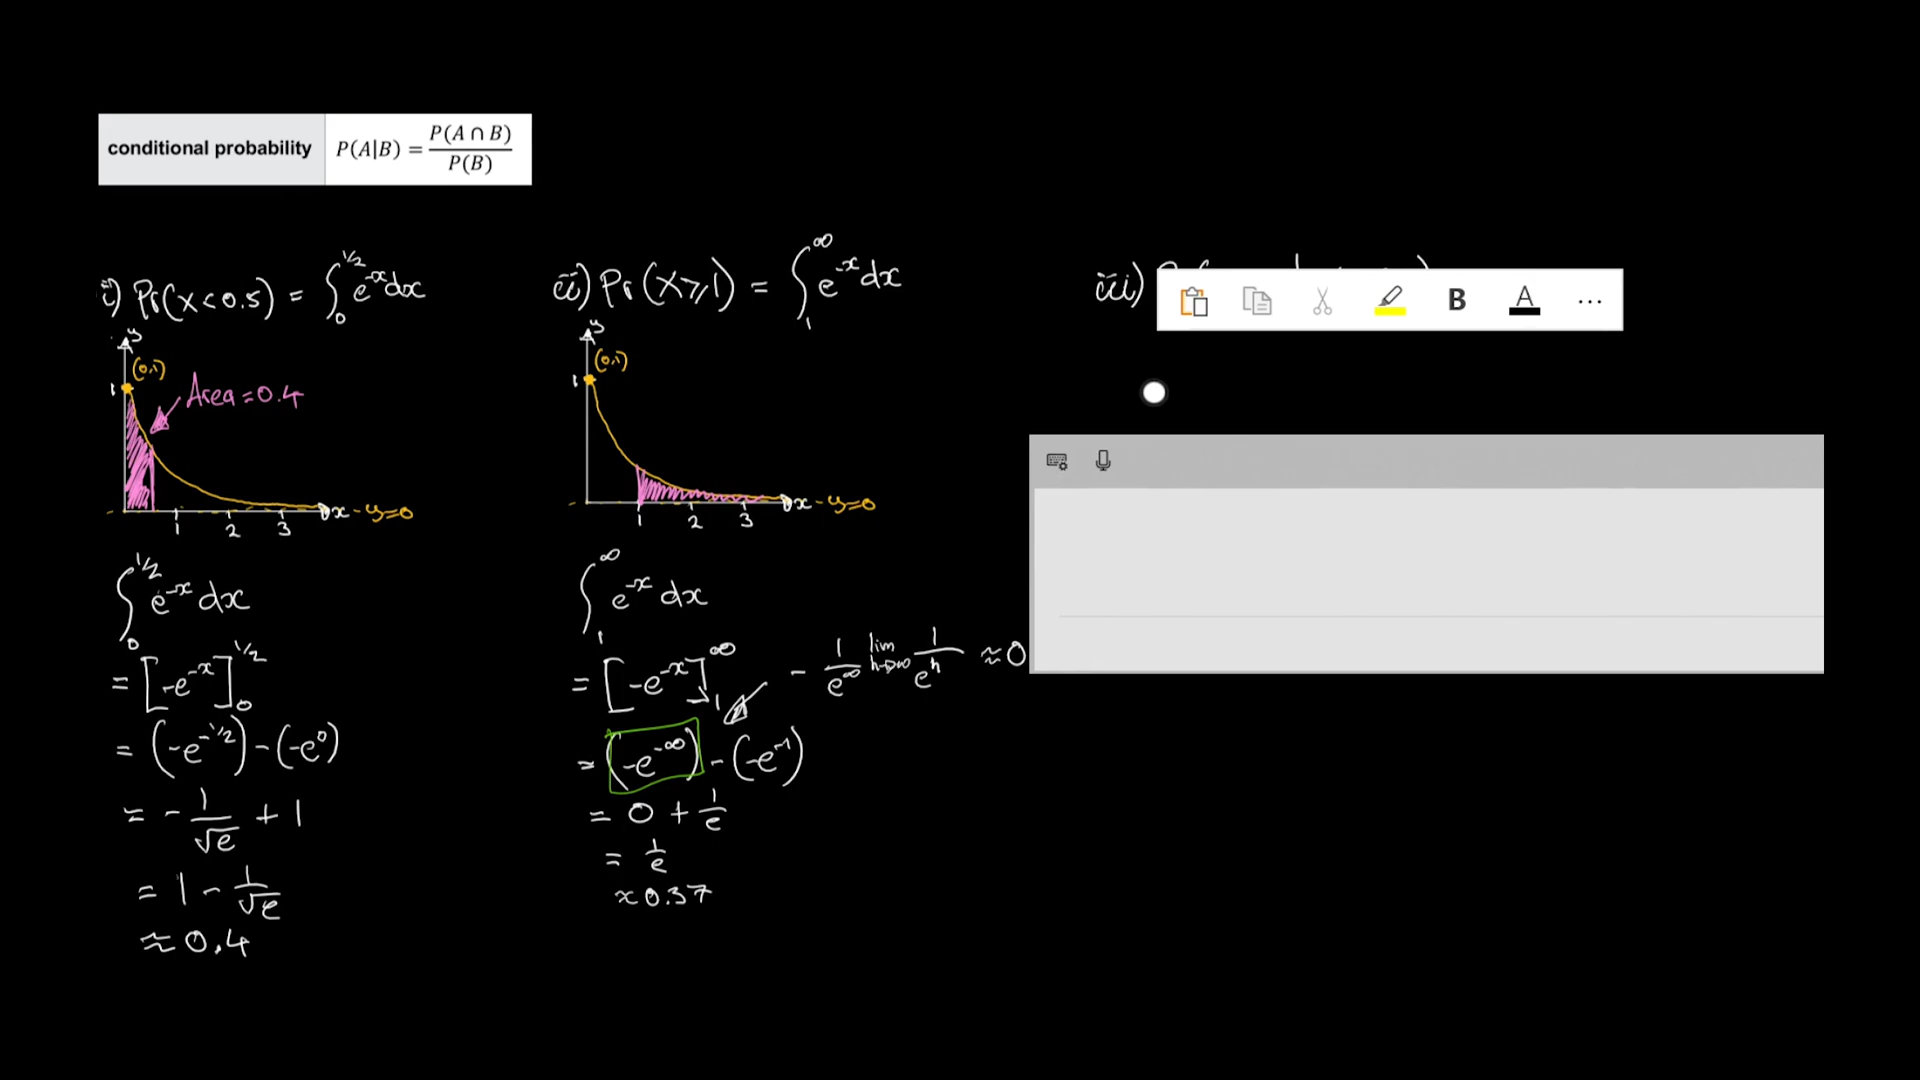 conditional probability P(A|B) = P(A ∩ B) / P(B)
i) Pr(X<0.5) = ∫₀^½ e^-x dx
y
(0,1)
1
Area = 0.4
x - y=0
1 2 3
∫₀^½ e^-x dx
= [-e^-x]₀^½
= (-e^-½) - (-e^0)
= - 1/√e + 1
= 1 - 1/√e
≈ 0.4
ii) Pr(X⩾1) = ∫₁^∞ e^-x dx
y
(0,1)
1
x - y=0
1 2 3
∫₁^∞ e^-x dx
= [-e^-x]₁^∞
- 1/e^∞ lim h→∞ 1/e^h ≈ 0
= (-e^-∞) - (-e^-1)
= 0 + 1/e
= 1/e
≈ 0.37
iii)
B A ...